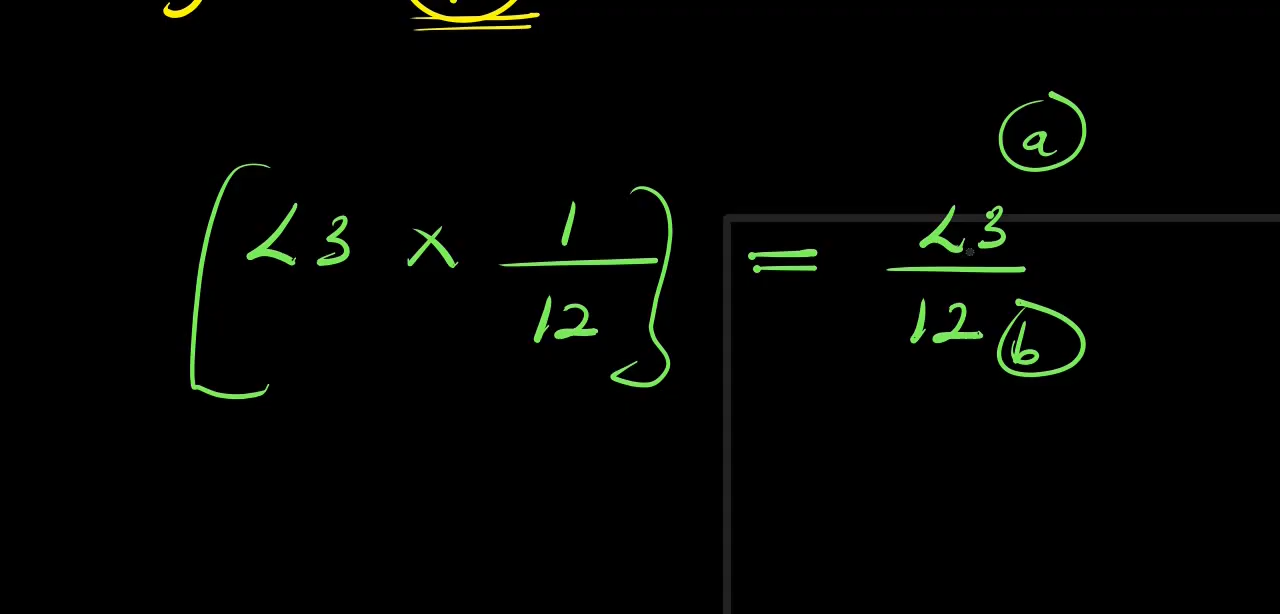 [ ∠3 × 1/12 ] = ∠3/12
a
b